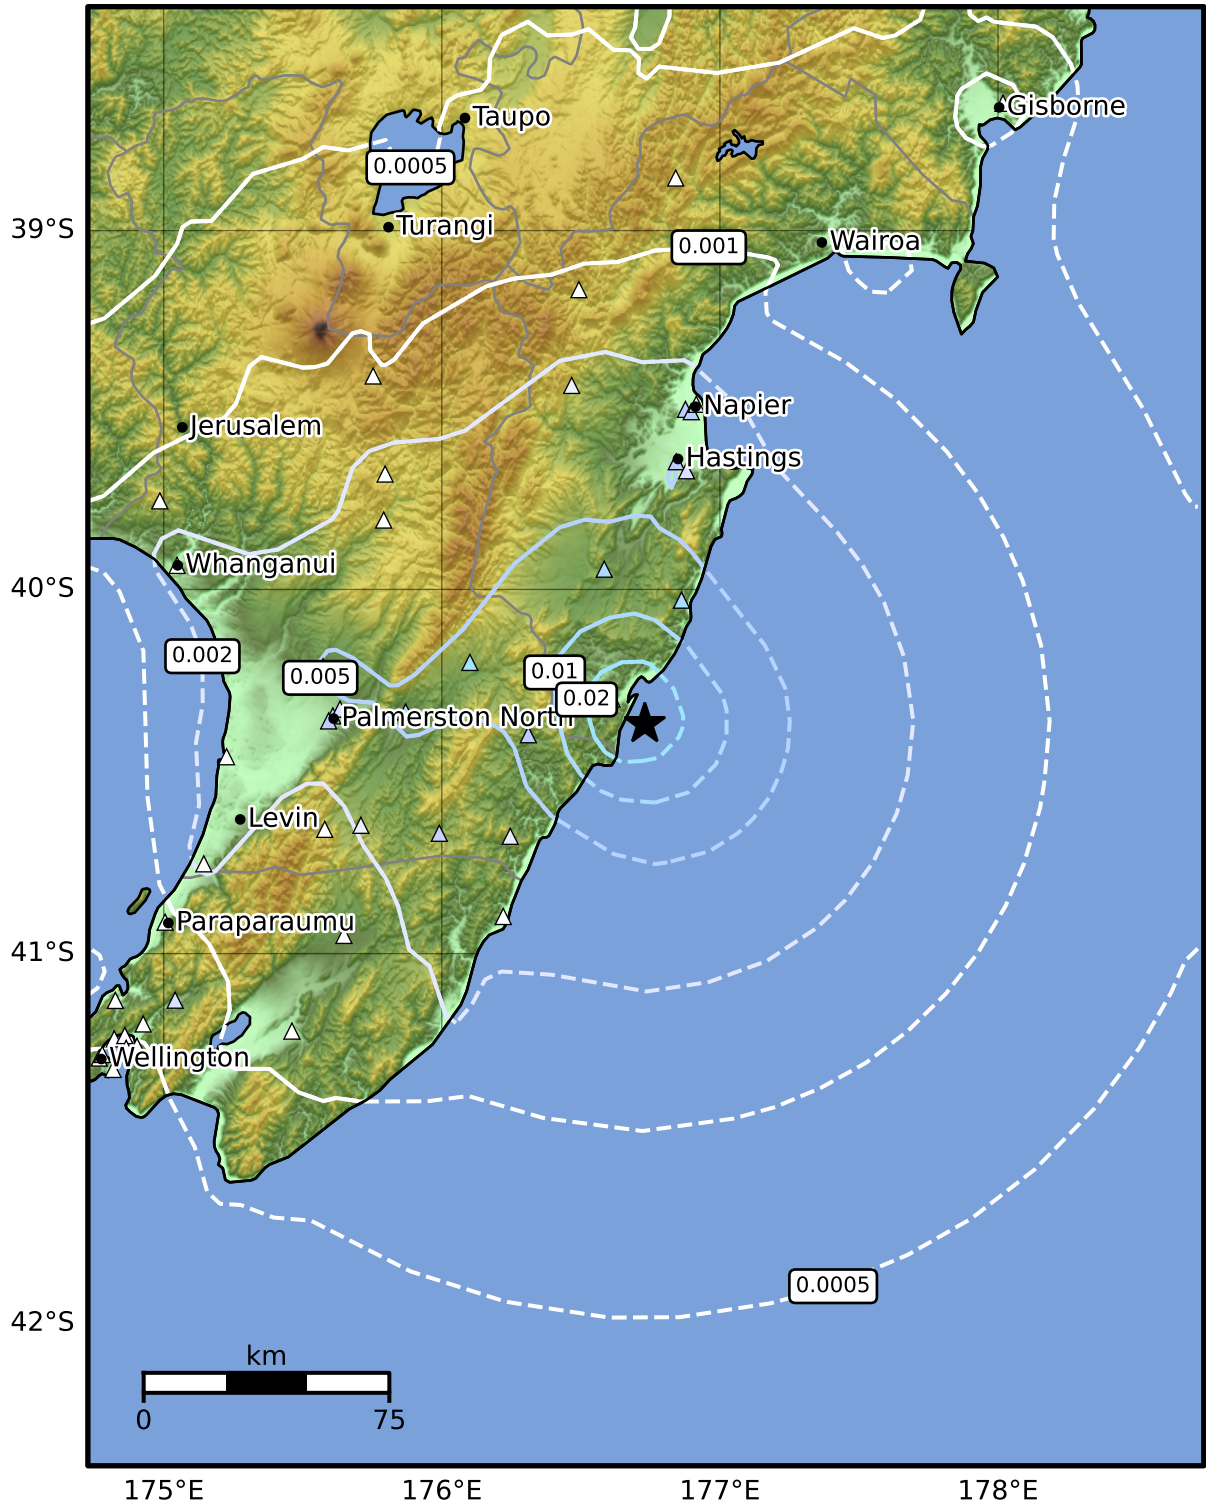 Gisborne
Taupo
0.0005
Turangi
39°S
Wairoa
0.001
Napier
Jerusalem
Hastings
Whanganui
40°S
0.002
0.01
0.005
0.02
Palmerston North
Levin
Paraparaumu
41°S
Wellington
0.0005
42°S
km
0 75
175°E 176°E 177°E 178°E